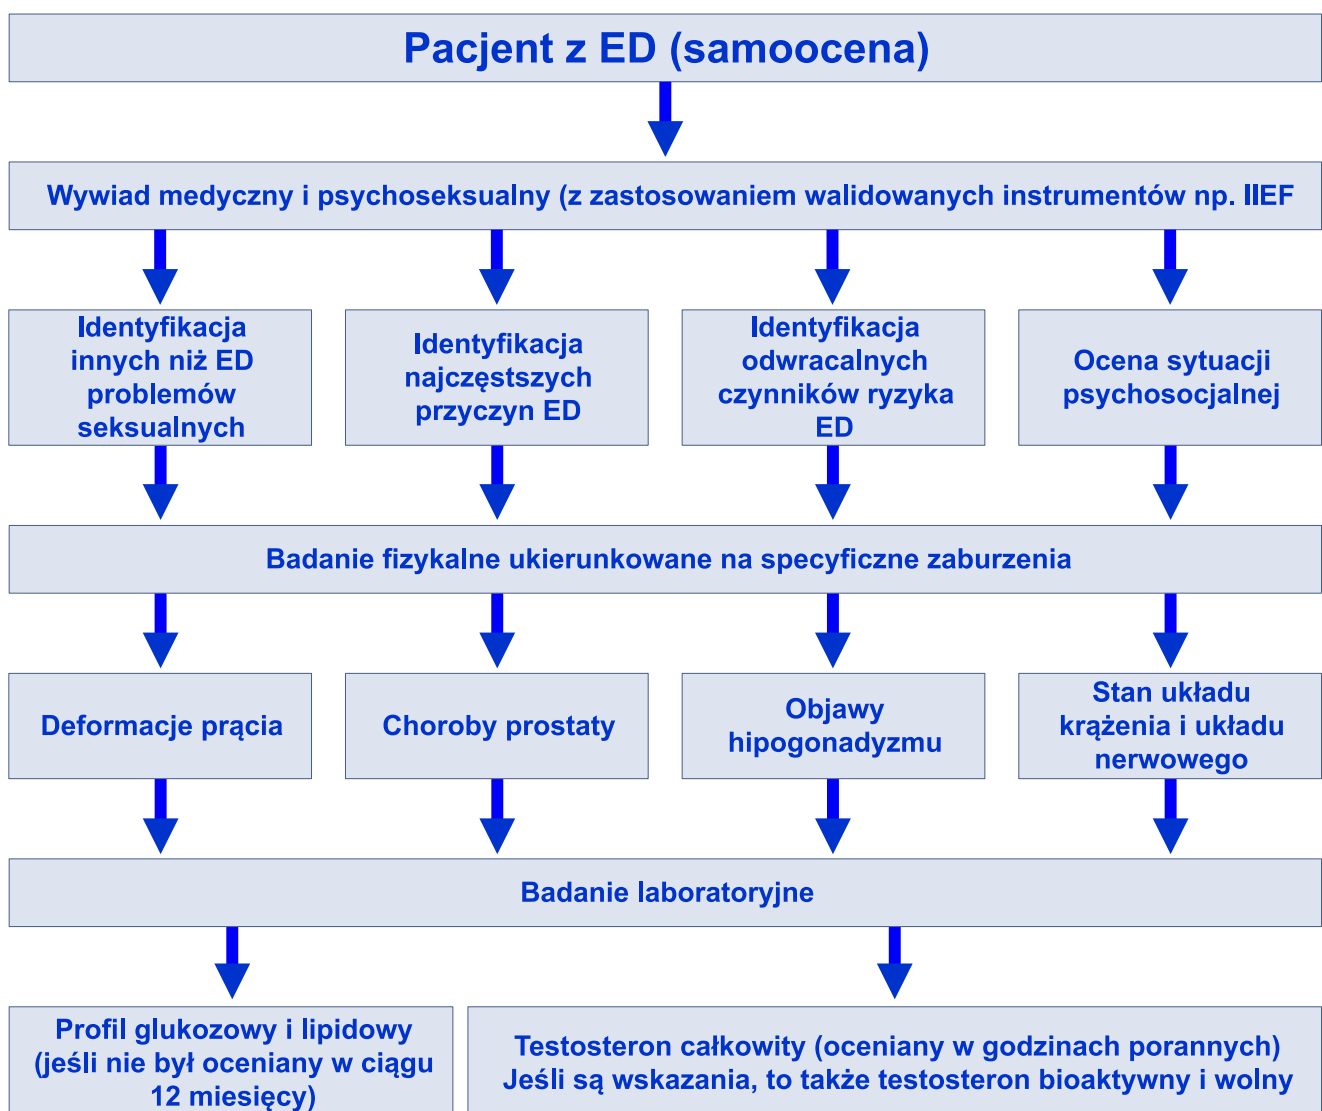 Pacjent z ED (samoocena)
Wywiad medyczny i psychoseksualny (z zastosowaniem walidowanych instrumentów np. IIEF
Identyfikacja
innych niż ED
problemów
seksualnych
Identyfikacja
najczęstszych
przyczyn ED
Identyfikacja
odwracalnych
czynników ryzyka
ED
Ocena sytuacji
psychosocjalnej
Badanie fizykalne ukierunkowane na specyficzne zaburzenia
Deformacje prącia
Choroby prostaty
Objawy
hipogonadyzmu
Stan układu
krążenia i układu
nerwowego
Badanie laboratoryjne
Profil glukozowy i lipidowy
(jeśli nie był oceniany w ciągu
12 miesięcy)
Testosteron całkowity (oceniany w godzinach porannych)
Jeśli są wskazania, to także testosteron bioaktywny i wolny